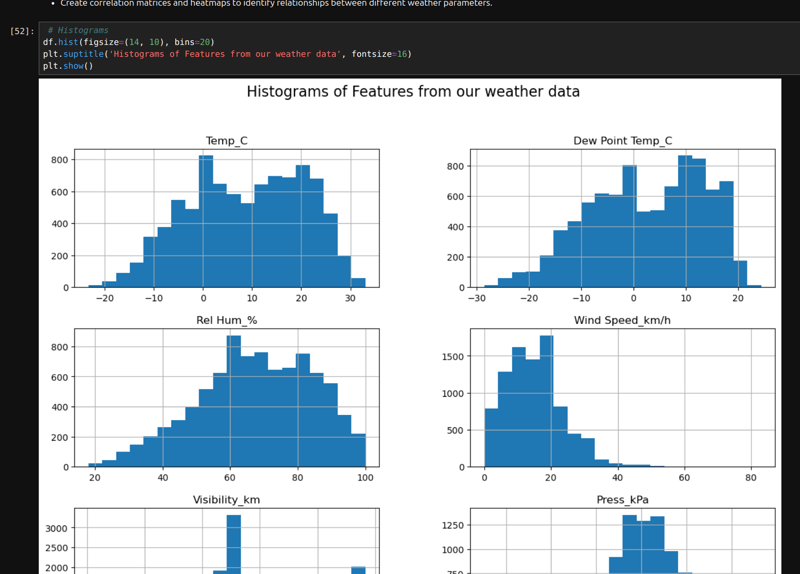 • Create correlation matrices and heatmaps to identify relationships between different weather parameters.
[52]:
# Histograms
df.hist(figsize=(14, 10), bins=20)
plt.suptitle('Histograms of Features from our weather data', fontsize=16)
plt.show()
Histograms of Features from our weather data
Temp_C
800
600
400
200
0
−20 −10 0 10 20 30
Dew Point Temp_C
800
600
400
200
0
−30 −20 −10 0 10 20
Rel Hum_%
800
600
400
200
0
20 40 60 80 100
Wind Speed_km/h
1500
1000
500
0
0 20 40 60 80
Visibility_km
3000
2500
2000
Press_kPa
1250
1000
750